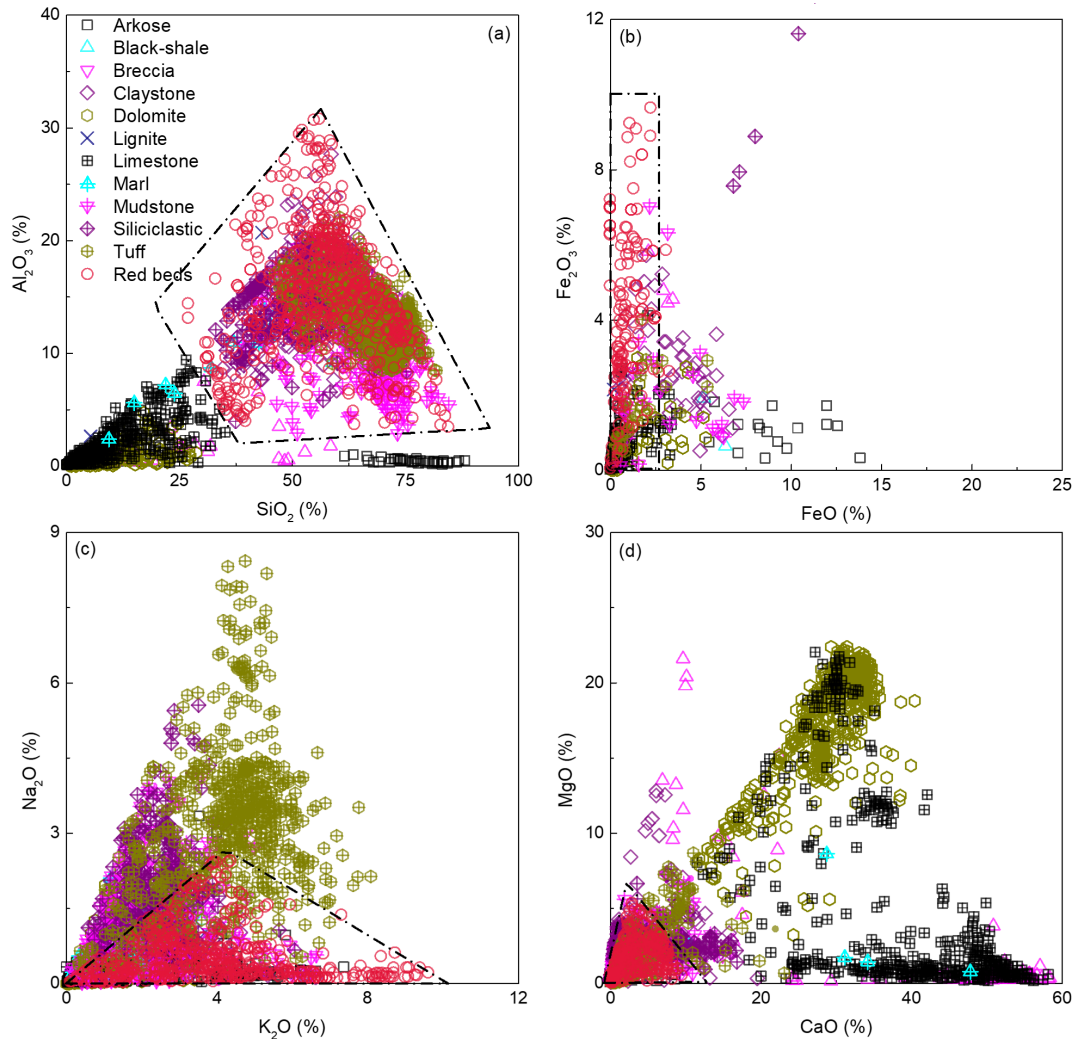 (a)
Arkose
Black-shale
Breccia
Claystone
Dolomite
Lignite
Limestone
Marl
Mudstone
Siliciclastic
Tuff
Red beds
40
30
20
10
0
Al₂O₃ (%)
0
25
50
75
100
SiO₂ (%)
(b)
12
8
4
0
Fe₂O₃ (%)
0
5
10
15
20
25
FeO (%)
(c)
9
6
3
0
Na₂O (%)
0
4
8
12
K₂O (%)
(d)
30
20
10
0
MgO (%)
0
20
40
60
CaO (%)